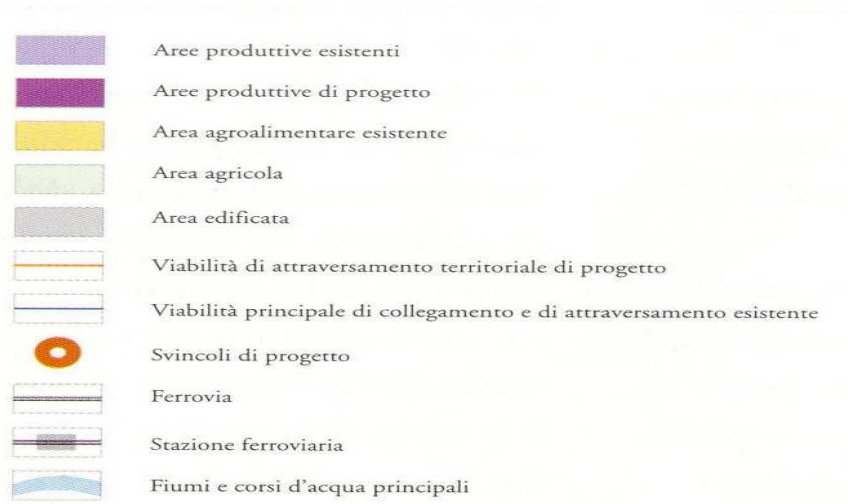 Aree produttive esistenti
Aree produttive di progetto
Area agroalimentare esistente
Area agricola
Area edificata
Viabilità di attraversamento territoriale di progetto
Viabilità principale di collegamento e di attraversamento esistente
Svincoli di progetto
Ferrovia
Stazione ferroviaria
Fiumi e corsi d'acqua principali